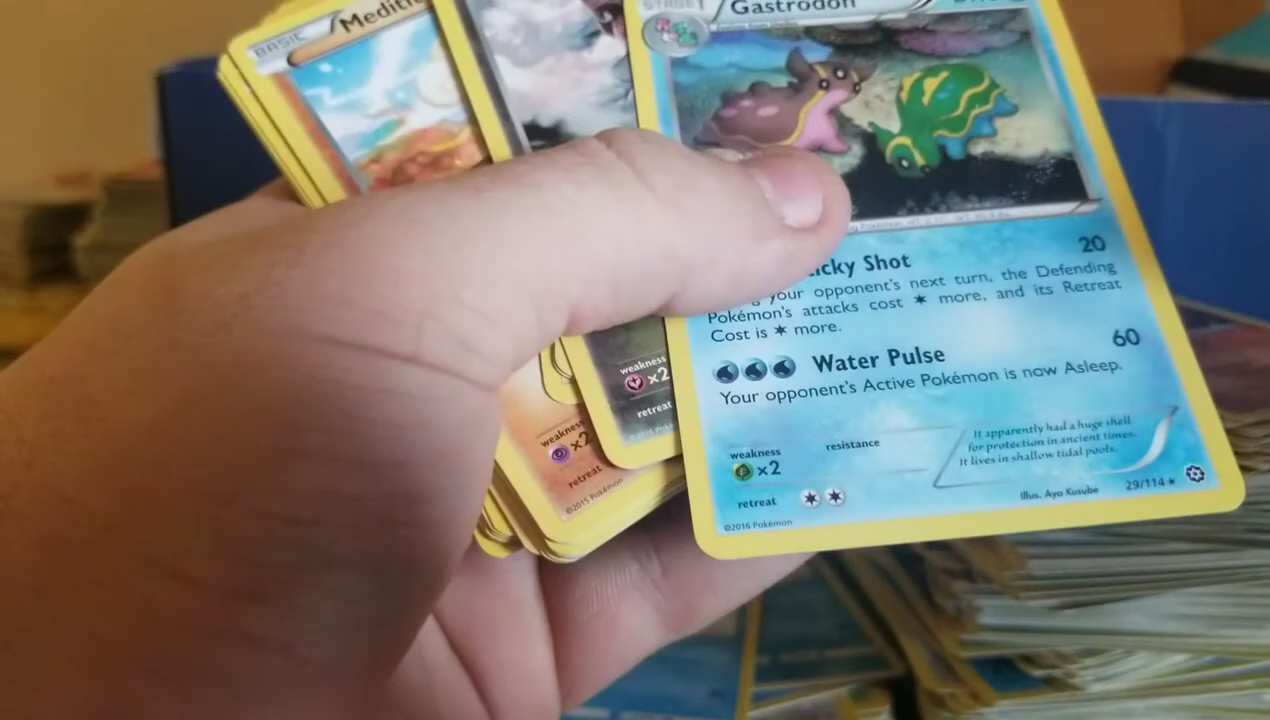 BASIC
Medit
STAGE1
Gastrodon
20
icky Shot
your opponent's next turn, the Defending
Pokémon's attacks cost more, and its Retreat
Cost is more.
Water Pulse 60
Your opponent's Active Pokémon is now Asleep.
weakness
×2
resistance
retreat
It apparently had a huge shell
for protection in ancient times.
It lives in shallow tidal pools.
Illus. Ayo Kusube
29/114
©2016 Pokémon
weakness
×2
retreat
weakness
×2
retreat
©2015 Pokémon